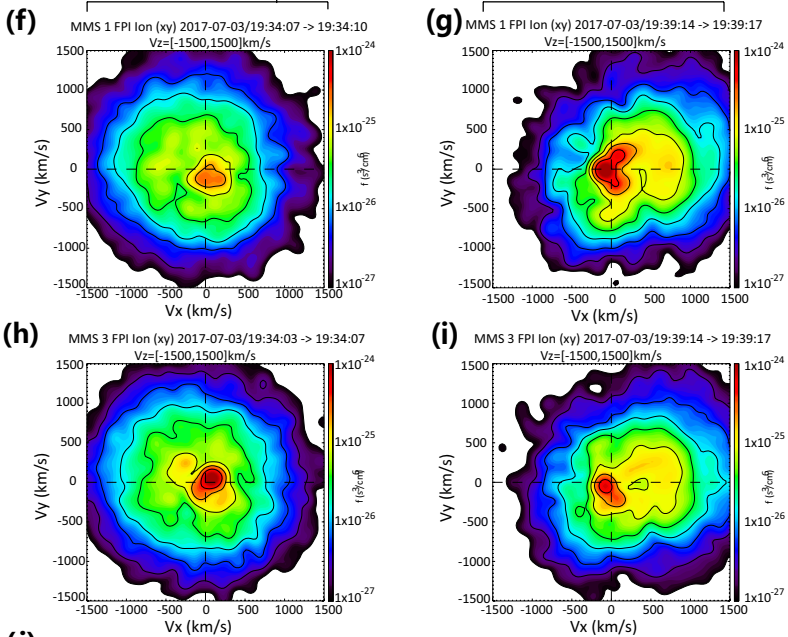 (f)
MMS 1 FPI Ion (xy) 2017-07-03/19:34:07 -> 19:34:10
Vz=[-1500,1500]km/s
1500
1000
500
0
-500
-1000
-1500
Vy (km/s)
-1500 -1000 -500 0 500 1000 1500
Vx (km/s)
1x10-24
1x10-25
1x10-26
1x10-27
f (s3/cm6)
(g)
MMS 1 FPI Ion (xy) 2017-07-03/19:39:14 -> 19:39:17
Vz=[-1500,1500]km/s
1500
1000
500
0
-500
-1000
-1500
Vy (km/s)
-1500 -1000 -500 0 500 1000 1500
Vx (km/s)
1x10-24
1x10-25
1x10-26
1x10-27
f (s3/cm6)
(h)
MMS 3 FPI Ion (xy) 2017-07-03/19:34:03 -> 19:34:07
Vz=[-1500,1500]km/s
1500
1000
500
0
-500
-1000
-1500
Vy (km/s)
-1500 -1000 -500 0 500 1000 1500
Vx (km/s)
1x10-24
1x10-25
1x10-26
1x10-27
f (s3/cm6)
(i)
MMS 3 FPI Ion (xy) 2017-07-03/19:39:14 -> 19:39:17
Vz=[-1500,1500]km/s
1500
1000
500
0
-500
-1000
-1500
Vy (km/s)
-1500 -1000 -500 0 500 1000 1500
Vx (km/s)
1x10-24
1x10-25
1x10-26
1x10-27
f (s3/cm6)